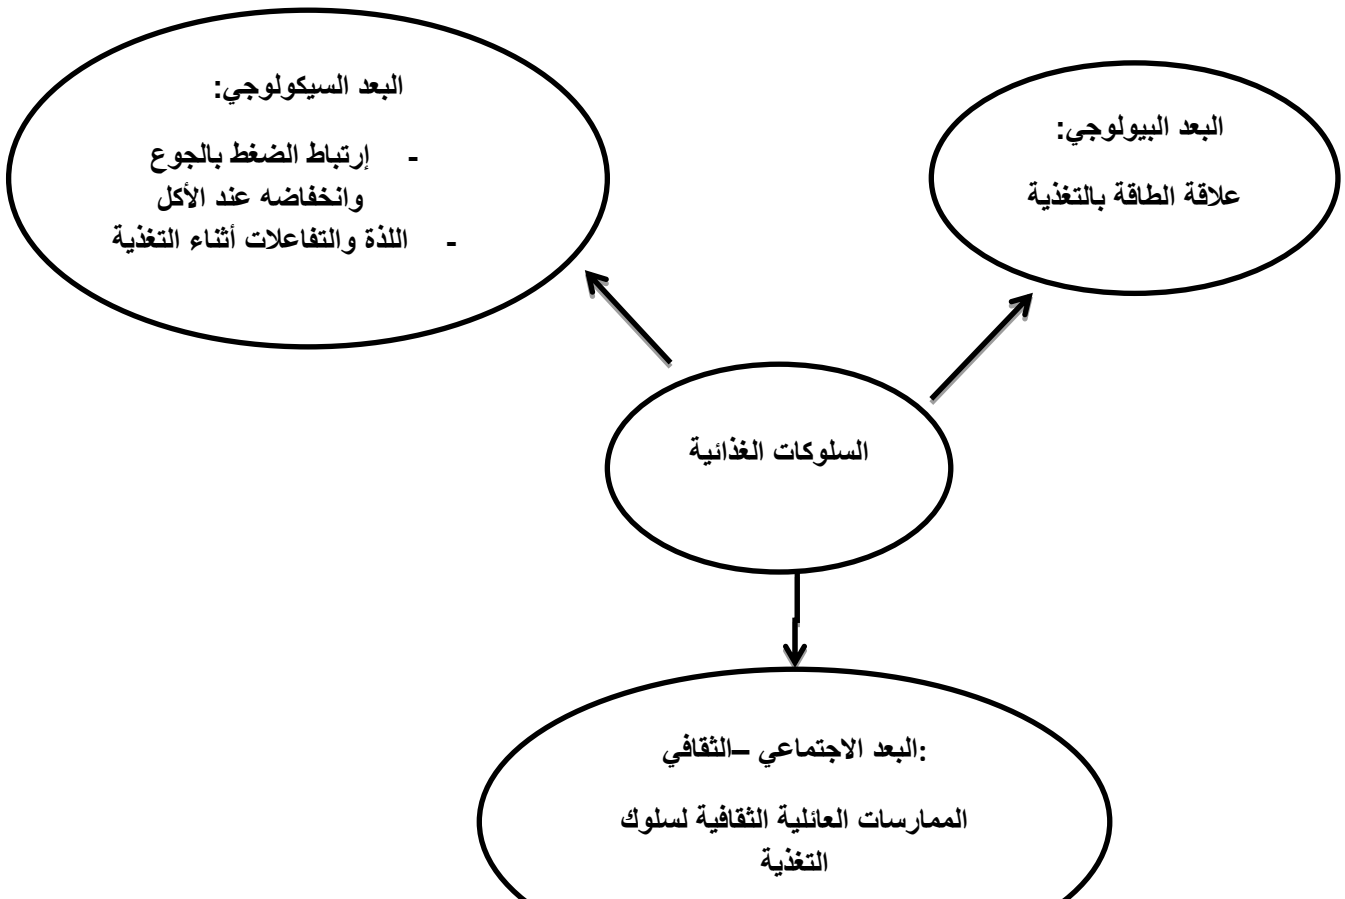 البعد السيكولوجي:
- إرتباط الضغط بالجوع
وانخفاضه عند الأكل
- اللذة والتفاعلات أثناء التغذية
البعد البيولوجي:
علاقة الطاقة بالتغذية
السلوكات الغذائية
:البعد الاجتماعي –الثقافي
الممارسات العائلية الثقافية لسلوك
التغذية